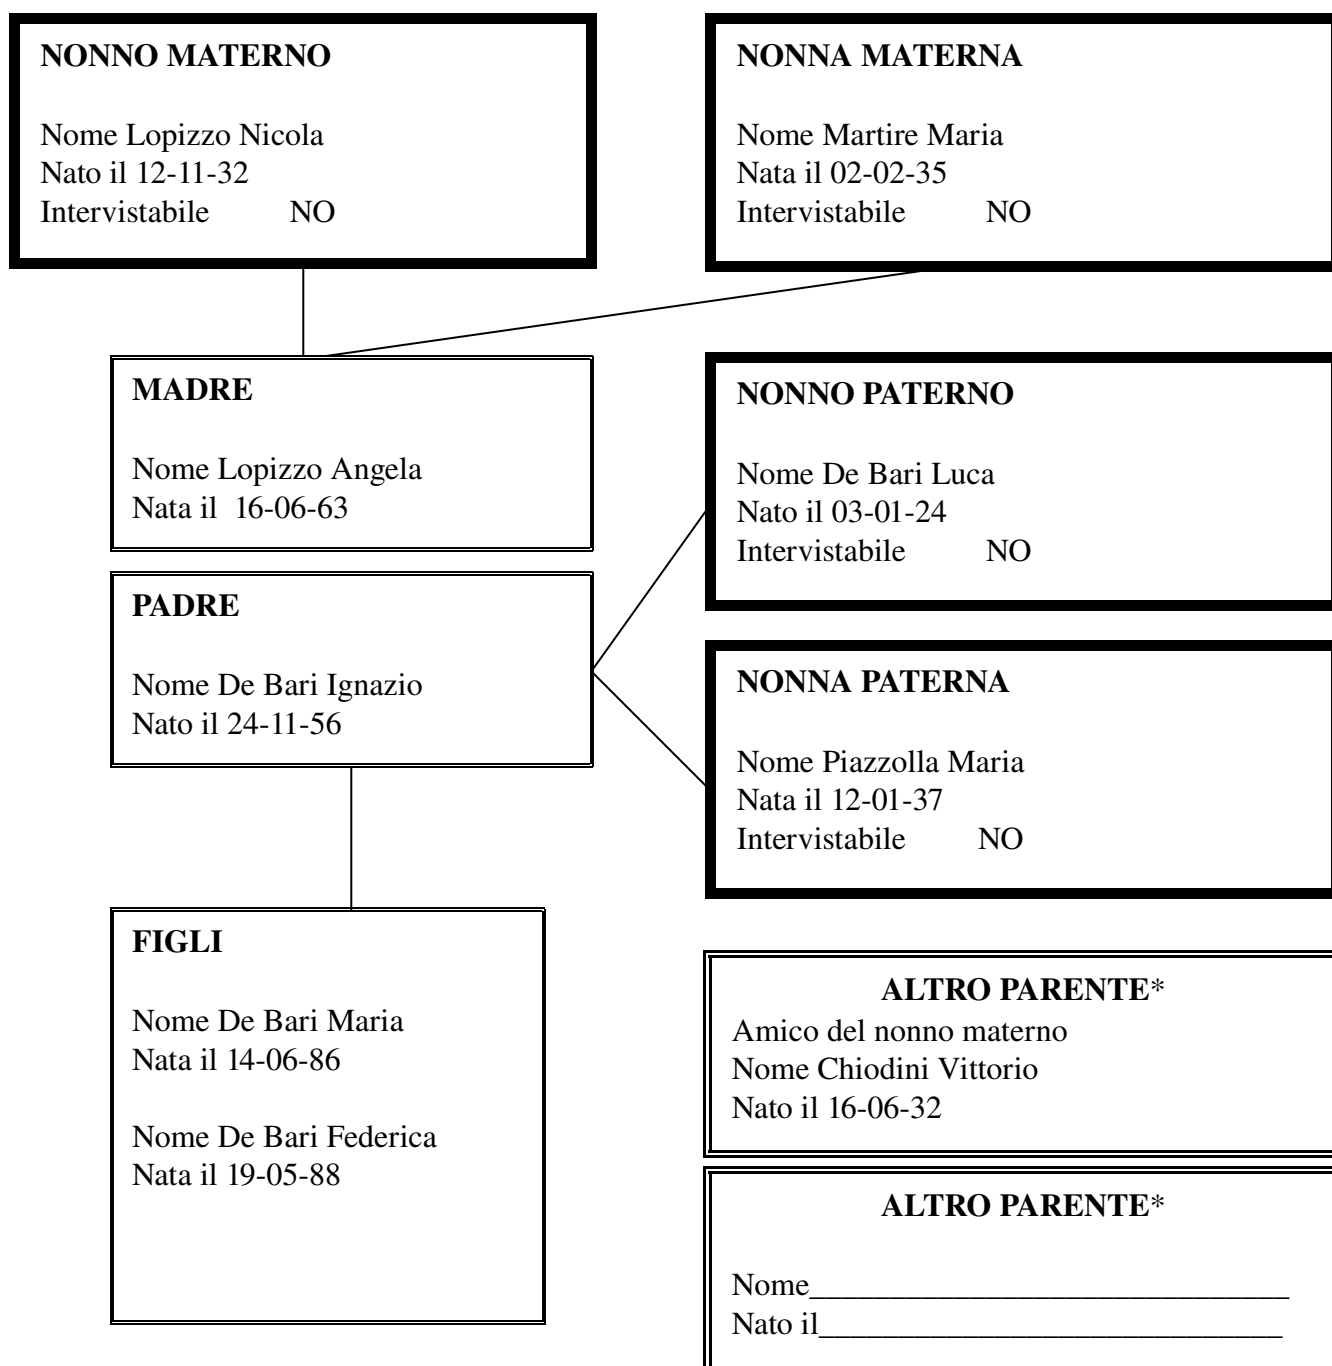 NONNO MATERNO
Nome Lopizzo Nicola
Nato il 12-11-32
Intervistabile NO
NONNA MATERNA
Nome Martire Maria
Nata il 02-02-35
Intervistabile NO
MADRE
Nome Lopizzo Angela
Nata il 16-06-63
NONNO PATERNO
Nome De Bari Luca
Nato il 03-01-24
Intervistabile NO
PADRE
Nome De Bari Ignazio
Nato il 24-11-56
NONNA PATERNA
Nome Piazzolla Maria
Nata il 12-01-37
Intervistabile NO
FIGLI
Nome De Bari Maria
Nata il 14-06-86
Nome De Bari Federica
Nata il 19-05-88
ALTRO PARENTE*
Amico del nonno materno
Nome Chiodini Vittorio
Nato il 16-06-32
ALTRO PARENTE*
Nome______________________________
Nato il_____________________________